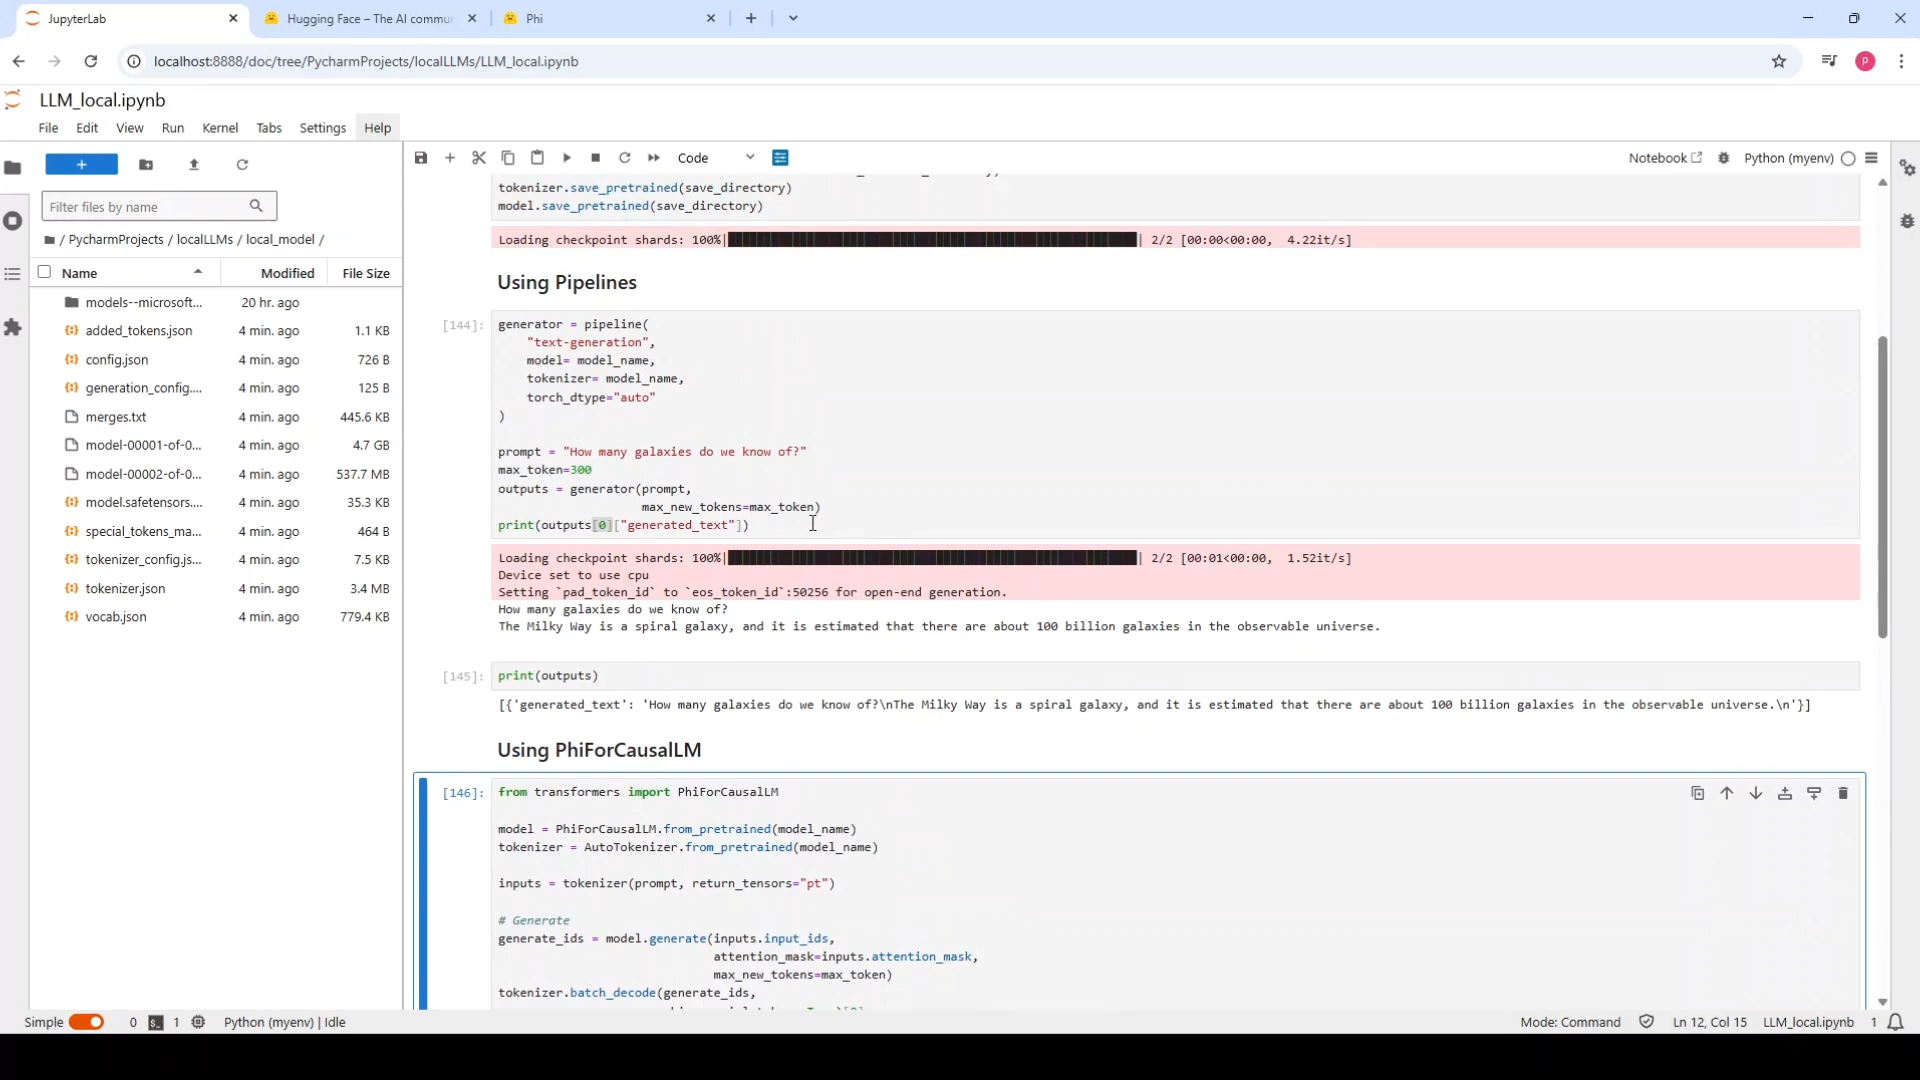 JupyterLab
Hugging Face – The AI commun
Phi
localhost:8888/doc/tree/PycharmProjects/localLLMs/LLM_local.ipynb
P
LLM_local.ipynb
File Edit View Run Kernel Tabs Settings Help
Code
Notebook
Python (myenv)
Filter files by name
/ PycharmProjects / localLLMs / local_model /
Name Modified File Size
models--microsoft... 20 hr. ago
added_tokens.json 4 min. ago 1.1 KB
config.json 4 min. ago 726 B
generation_config.... 4 min. ago 125 B
merges.txt 4 min. ago 445.6 KB
model-00001-of-0... 4 min. ago 4.7 GB
model-00002-of-0... 4 min. ago 537.7 MB
model.safetensors.... 4 min. ago 35.3 KB
special_tokens_ma... 4 min. ago 464 B
tokenizer_config.js... 4 min. ago 7.5 KB
tokenizer.json 4 min. ago 3.4 MB
vocab.json 4 min. ago 779.4 KB
tokenizer.save_pretrained(save_directory)
model.save_pretrained(save_directory)
Loading checkpoint shards: 100%| | 2/2 [00:00<00:00, 4.22it/s]
Using Pipelines
[144]:
generator = pipeline(
"text-generation",
model= model_name,
tokenizer= model_name,
torch_dtype="auto"
)
prompt = "How many galaxies do we know of?"
max_token=300
outputs = generator(prompt,
max_new_tokens=max_token)
print(outputs[0]["generated_text"])
Loading checkpoint shards: 100%| | 2/2 [00:01<00:00, 1.52it/s]
Device set to use cpu
Setting `pad_token_id` to `eos_token_id`:50256 for open-end generation.
How many galaxies do we know of?
The Milky Way is a spiral galaxy, and it is estimated that there are about 100 billion galaxies in the observable universe.
[145]:
print(outputs)
[{'generated_text': 'How many galaxies do we know of?\nThe Milky Way is a spiral galaxy, and it is estimated that there are about 100 billion galaxies in the observable universe.\n'}]
Using PhiForCausalLM
[146]:
from transformers import PhiForCausalLM
model = PhiForCausalLM.from_pretrained(model_name)
tokenizer = AutoTokenizer.from_pretrained(model_name)
inputs = tokenizer(prompt, return_tensors="pt")
# Generate
generate_ids = model.generate(inputs.input_ids,
attention_mask=inputs.attention_mask,
max_new_tokens=max_token)
tokenizer.batch_decode(generate_ids,
Simple 0 1 Python (myenv) | Idle
Mode: Command Ln 12, Col 15 LLM_local.ipynb 1